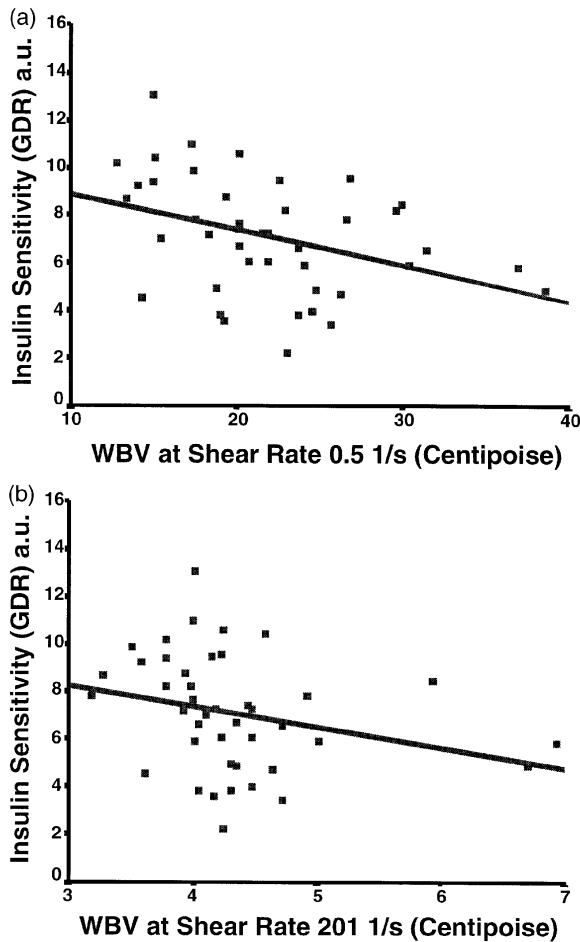 (a)
Insulin Sensitivity (GDR) a.u.
16
14
12
10
8
6
4
2
0
10 20 30 40
WBV at Shear Rate 0.5 1/s (Centipoise)
(b)
Insulin Sensitivity (GDR) a.u.
16
14
12
10
8
6
4
2
0
3 4 5 6 7
WBV at Shear Rate 201 1/s (Centipoise)